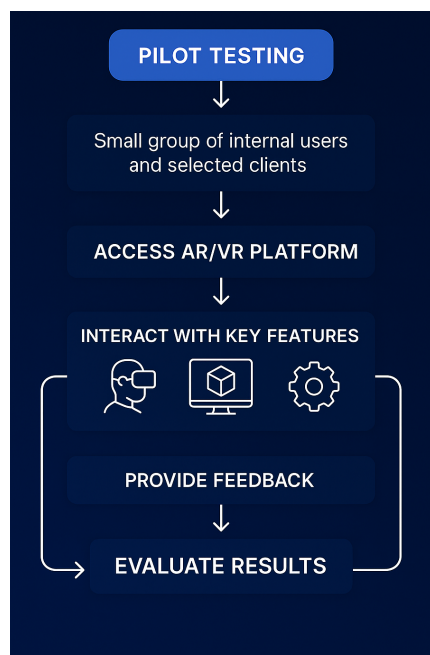 PILOT TESTING
Small group of internal users
and selected clients
ACCESS AR/VR PLATFORM
INTERACT WITH KEY FEATURES
PROVIDE FEEDBACK
EVALUATE RESULTS